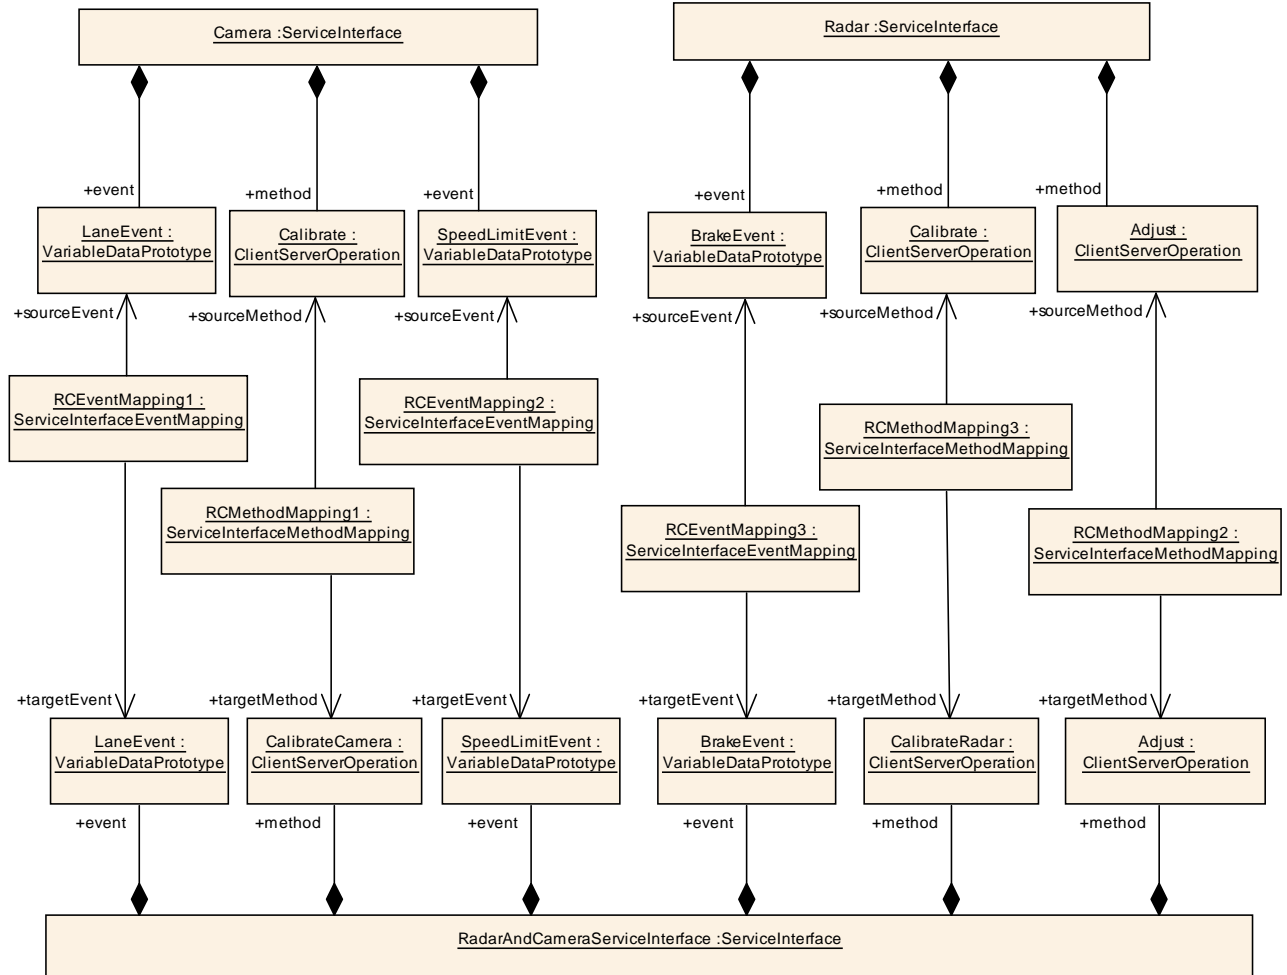 Camera :ServiceInterface
Radar :ServiceInterface
+event
+method
+event
+event
+method
+method
LaneEvent :
VariableDataPrototype
Calibrate :
ClientServerOperation
SpeedLimitEvent :
VariableDataPrototype
BrakeEvent :
VariableDataPrototype
Calibrate :
ClientServerOperation
Adjust :
ClientServerOperation
+sourceEvent
+sourceMethod
+sourceEvent
+sourceEvent
+sourceMethod
+sourceMethod
RCEventMapping1 :
ServiceInterfaceEventMapping
RCEventMapping2 :
ServiceInterfaceEventMapping
RCMethodMapping3 :
ServiceInterfaceMethodMapping
RCMethodMapping1 :
ServiceInterfaceMethodMapping
RCEventMapping3 :
ServiceInterfaceEventMapping
RCMethodMapping2 :
ServiceInterfaceMethodMapping
+targetEvent
+targetMethod
+targetEvent
+targetEvent
+targetMethod
+targetMethod
LaneEvent :
VariableDataPrototype
CalibrateCamera :
ClientServerOperation
SpeedLimitEvent :
VariableDataPrototype
BrakeEvent :
VariableDataPrototype
CalibrateRadar :
ClientServerOperation
Adjust :
ClientServerOperation
+event
+method
+event
+event
+method
+method
RadarAndCameraServiceInterface :ServiceInterface